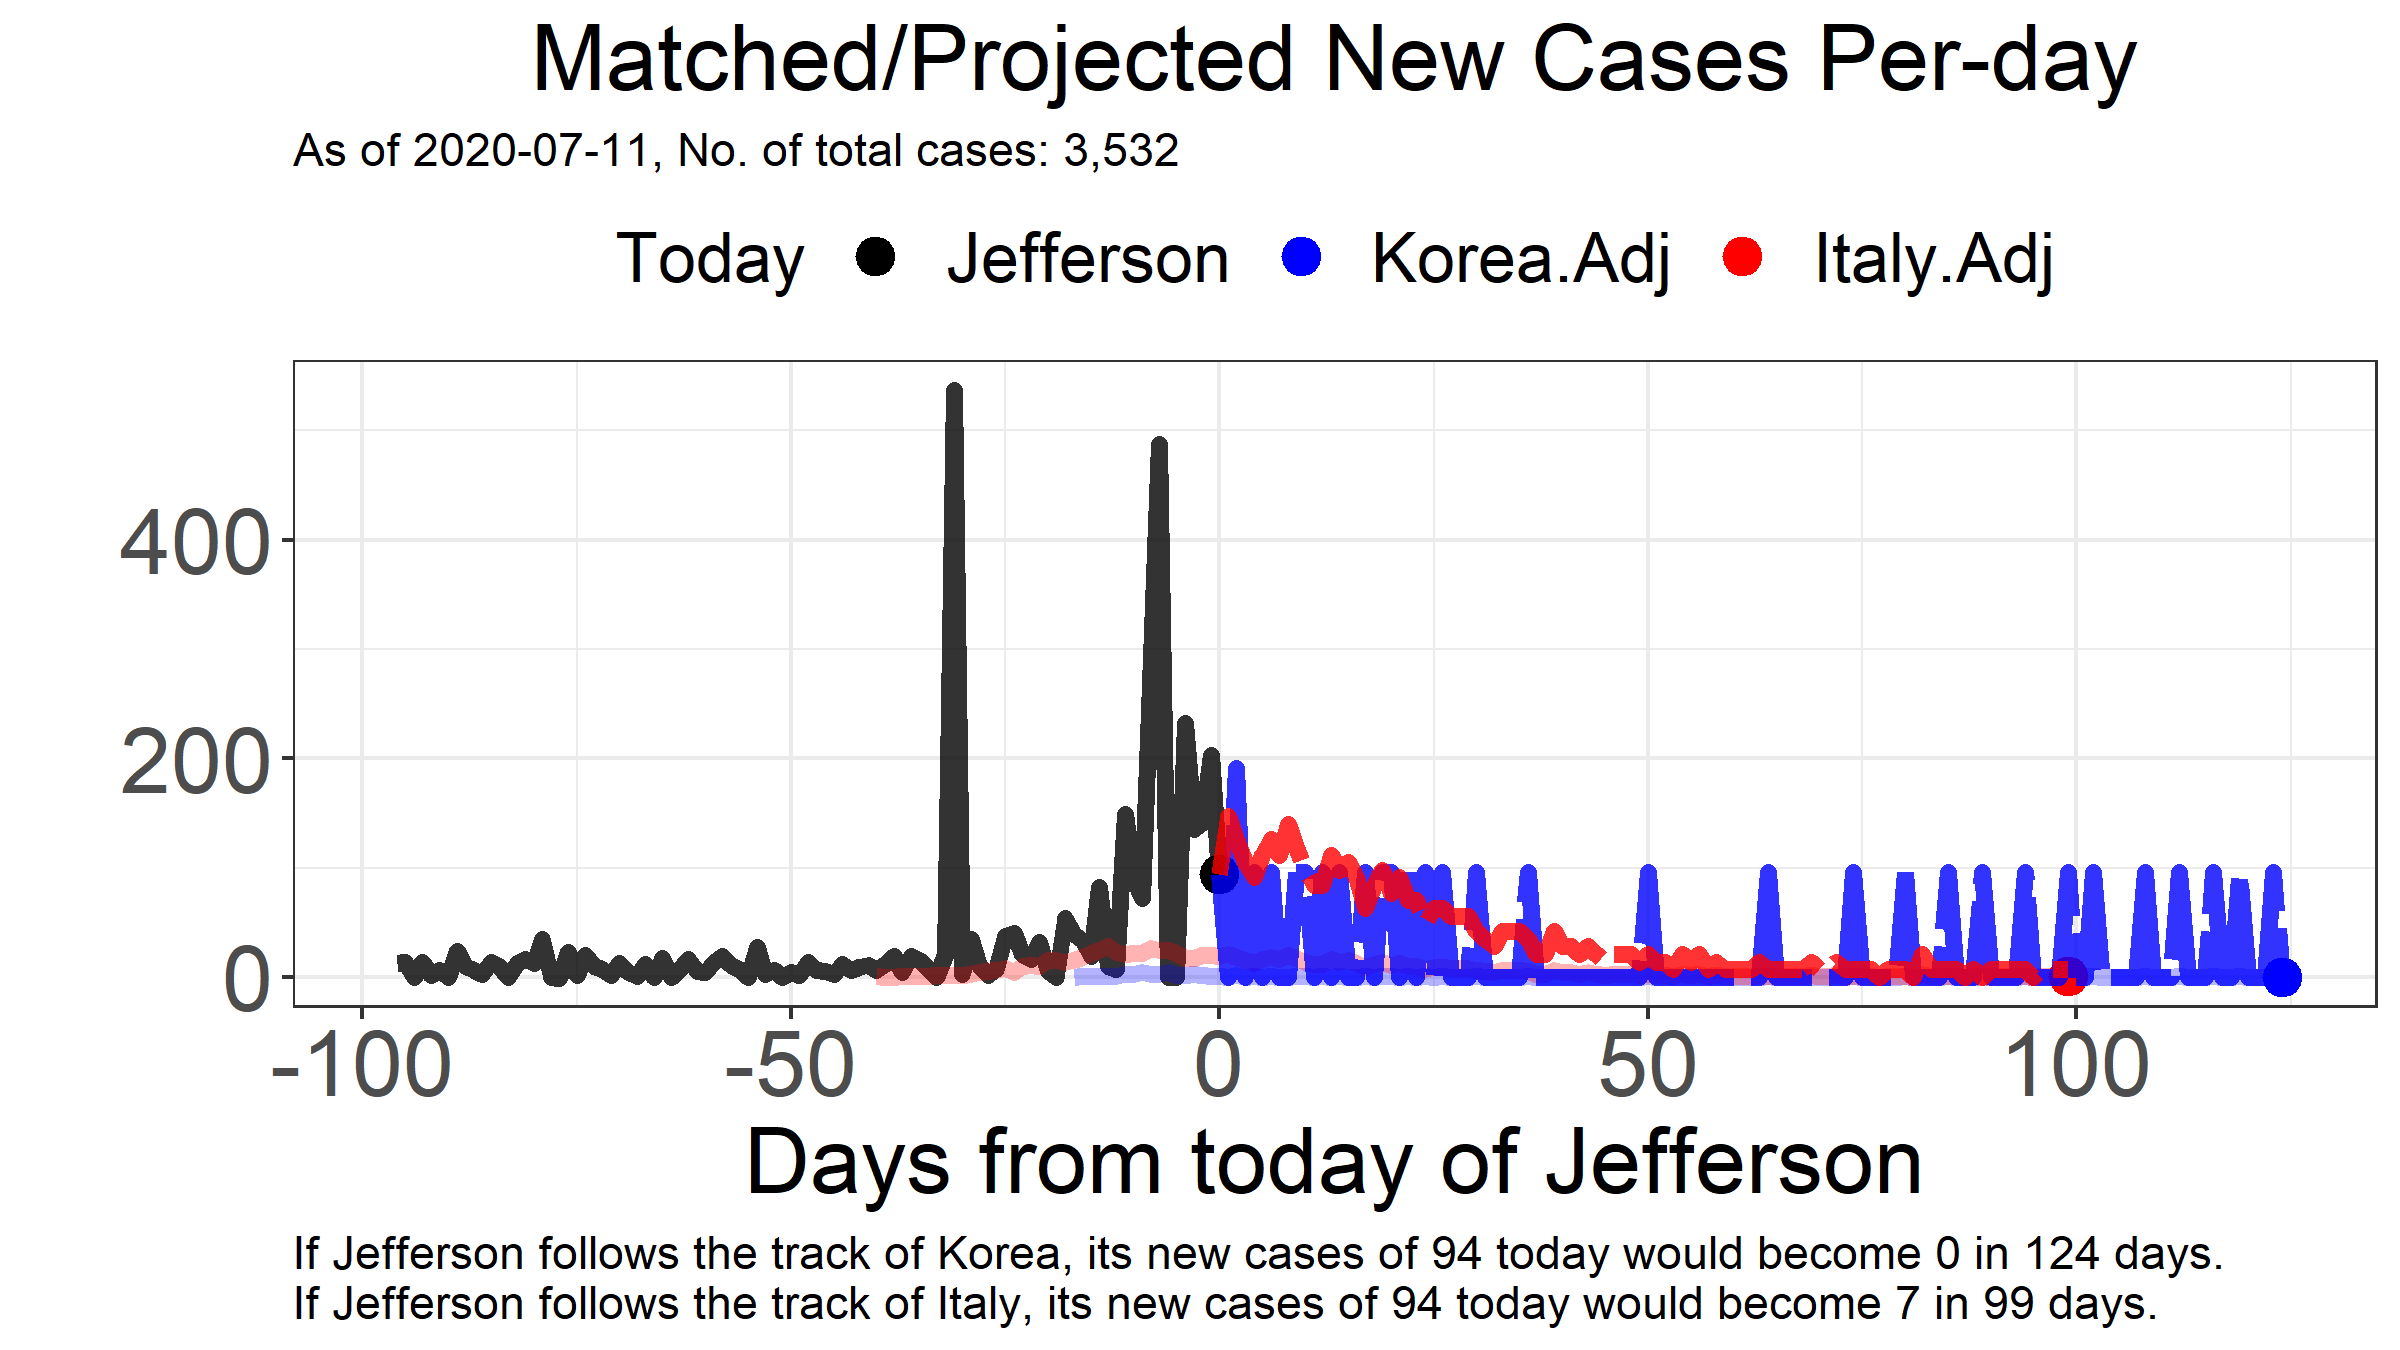 Matched/Projected New Cases Per-day
As of 2020-07-11, No. of total cases: 3,532
Today Jefferson Korea.Adj Italy.Adj
400
200
0
-100 -50 0 50 100
Days from today of Jefferson
If Jefferson follows the track of Korea, its new cases of 94 today would become 0 in 124 days.
If Jefferson follows the track of Italy, its new cases of 94 today would become 7 in 99 days.